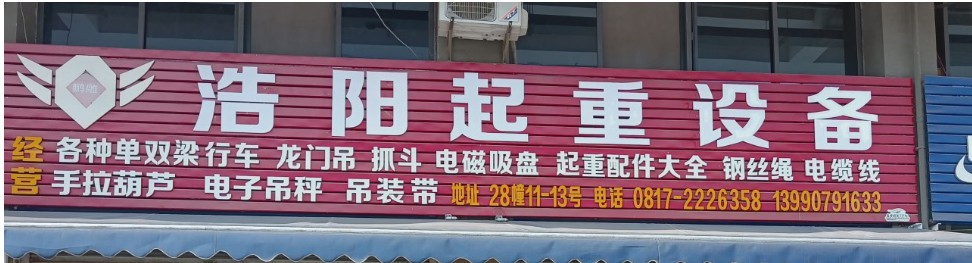 浩阳起重设备
经营
各种单双梁行车 龙门吊 抓斗 电磁吸盘 起重配件大全 钢丝绳 电缆线
手拉葫芦 电子吊秤 吊装带 地址 28幢11-13号 电话 0817-2226358 13990791633